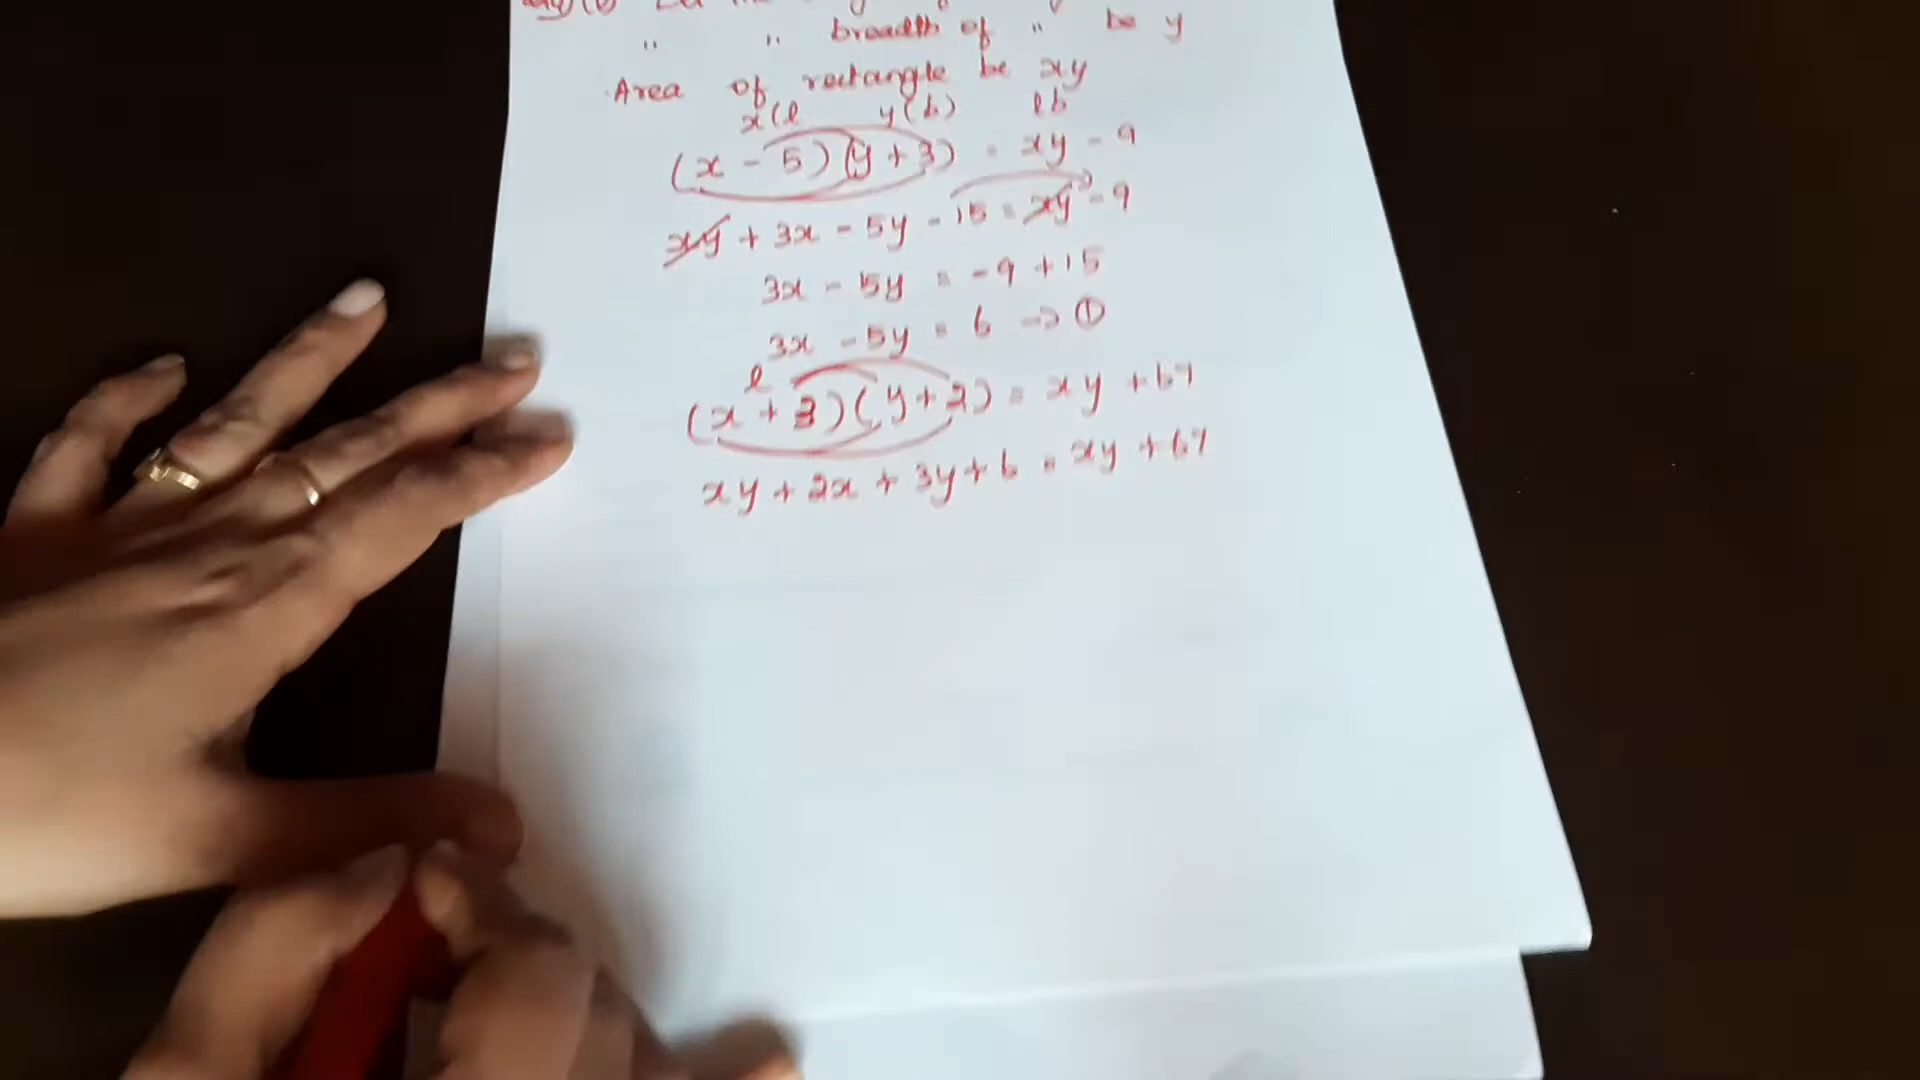 " " breadth of " be y
Area of rectangle be xy
x(l y(b) lb
(x - 5)(y + 3) = xy - 9
xy + 3x - 5y - 15 = xy - 9
3x - 5y = -9 + 15
3x - 5y = 6 → ①
l
(x + 3)(y + 2) = xy + 67
xy + 2x + 3y + 6 = xy + 67